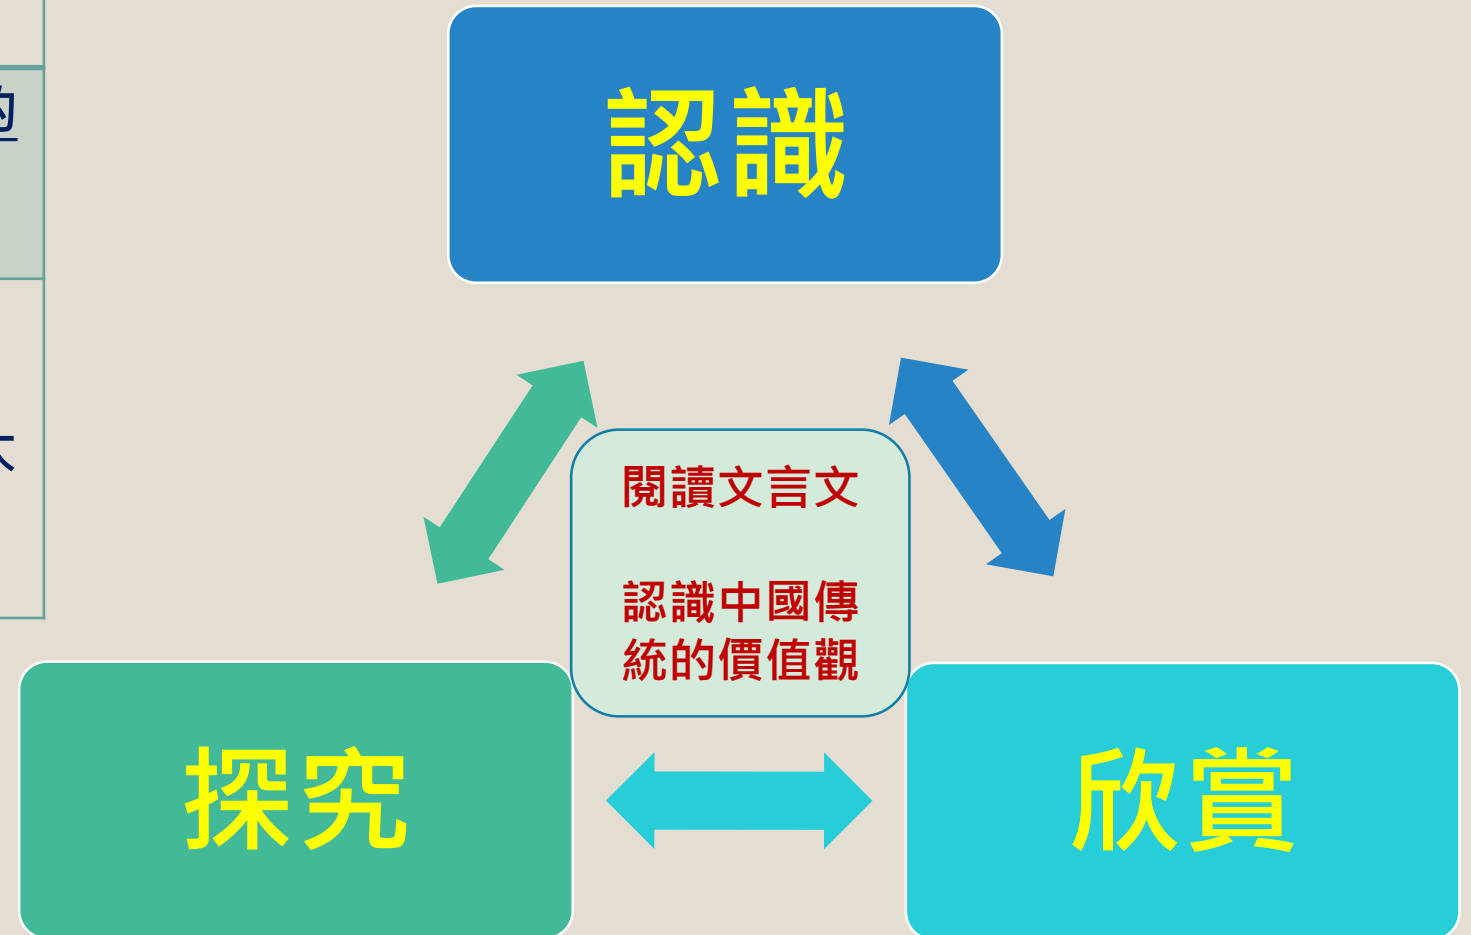 認識
閱讀文言文
認識中國傳
統的價值觀
探究
欣賞